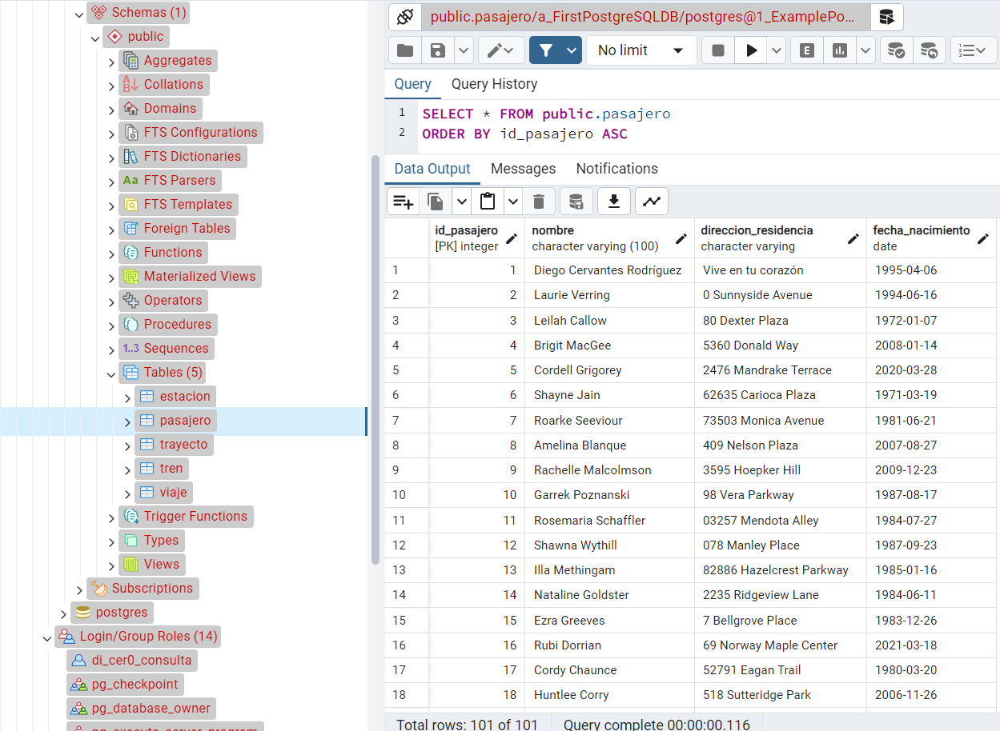 Schemas (1)
public
Aggregates
Collations
Domains
FTS Configurations
FTS Dictionaries
Aa FTS Parsers
FTS Templates
Foreign Tables
Functions
Materialized Views
Operators
Procedures
1..3 Sequences
Tables (5)
estacion
pasajero
trayecto
tren
viaje
Trigger Functions
Types
Views
Subscriptions
postgres
Login/Group Roles (14)
di_cer0_consulta
pg_checkpoint
pg_database_owner
pg_execute_server_program
public.pasajero/a_FirstPostgreSQLDB/postgres@1_ExamplePo...
No limit
E
Query Query History
1 SELECT * FROM public.pasajero
2 ORDER BY id_pasajero ASC
Data Output Messages Notifications
id_pasajero nombre direccion_residencia fecha_nacimiento
[PK] integer character varying (100) character varying date
1 1 Diego Cervantes Rodríguez Vive en tu corazón 1995-04-06
2 2 Laurie Verring 0 Sunnyside Avenue 1994-06-16
3 3 Leilah Callow 80 Dexter Plaza 1972-01-07
4 4 Brigit MacGee 5360 Donald Way 2008-01-14
5 5 Cordell Grigorey 2476 Mandrake Terrace 2020-03-28
6 6 Shayne Jain 62635 Carioca Plaza 1971-03-19
7 7 Roarke Seeviour 73503 Monica Avenue 1981-06-21
8 8 Amelina Blanque 409 Nelson Plaza 2007-08-27
9 9 Rachelle Malcolmson 3595 Hoepker Hill 2009-12-23
10 10 Garrek Poznanski 98 Vera Parkway 1987-08-17
11 11 Rosemaria Schaffler 03257 Mendota Alley 1984-07-27
12 12 Shawna Wythill 078 Manley Place 1987-09-23
13 13 Illa Methingam 82886 Hazelcrest Parkway 1985-01-16
14 14 Nataline Goldster 2235 Ridgeview Lane 1984-06-11
15 15 Ezra Greeves 7 Bellgrove Place 1983-12-26
16 16 Rubi Dorrian 69 Norway Maple Center 2021-03-18
17 17 Cordy Chaunce 52791 Eagan Trail 1980-03-20
18 18 Huntlee Corry 518 Sutteridge Park 2006-11-26
Total rows: 101 of 101 Query complete 00:00:00.116